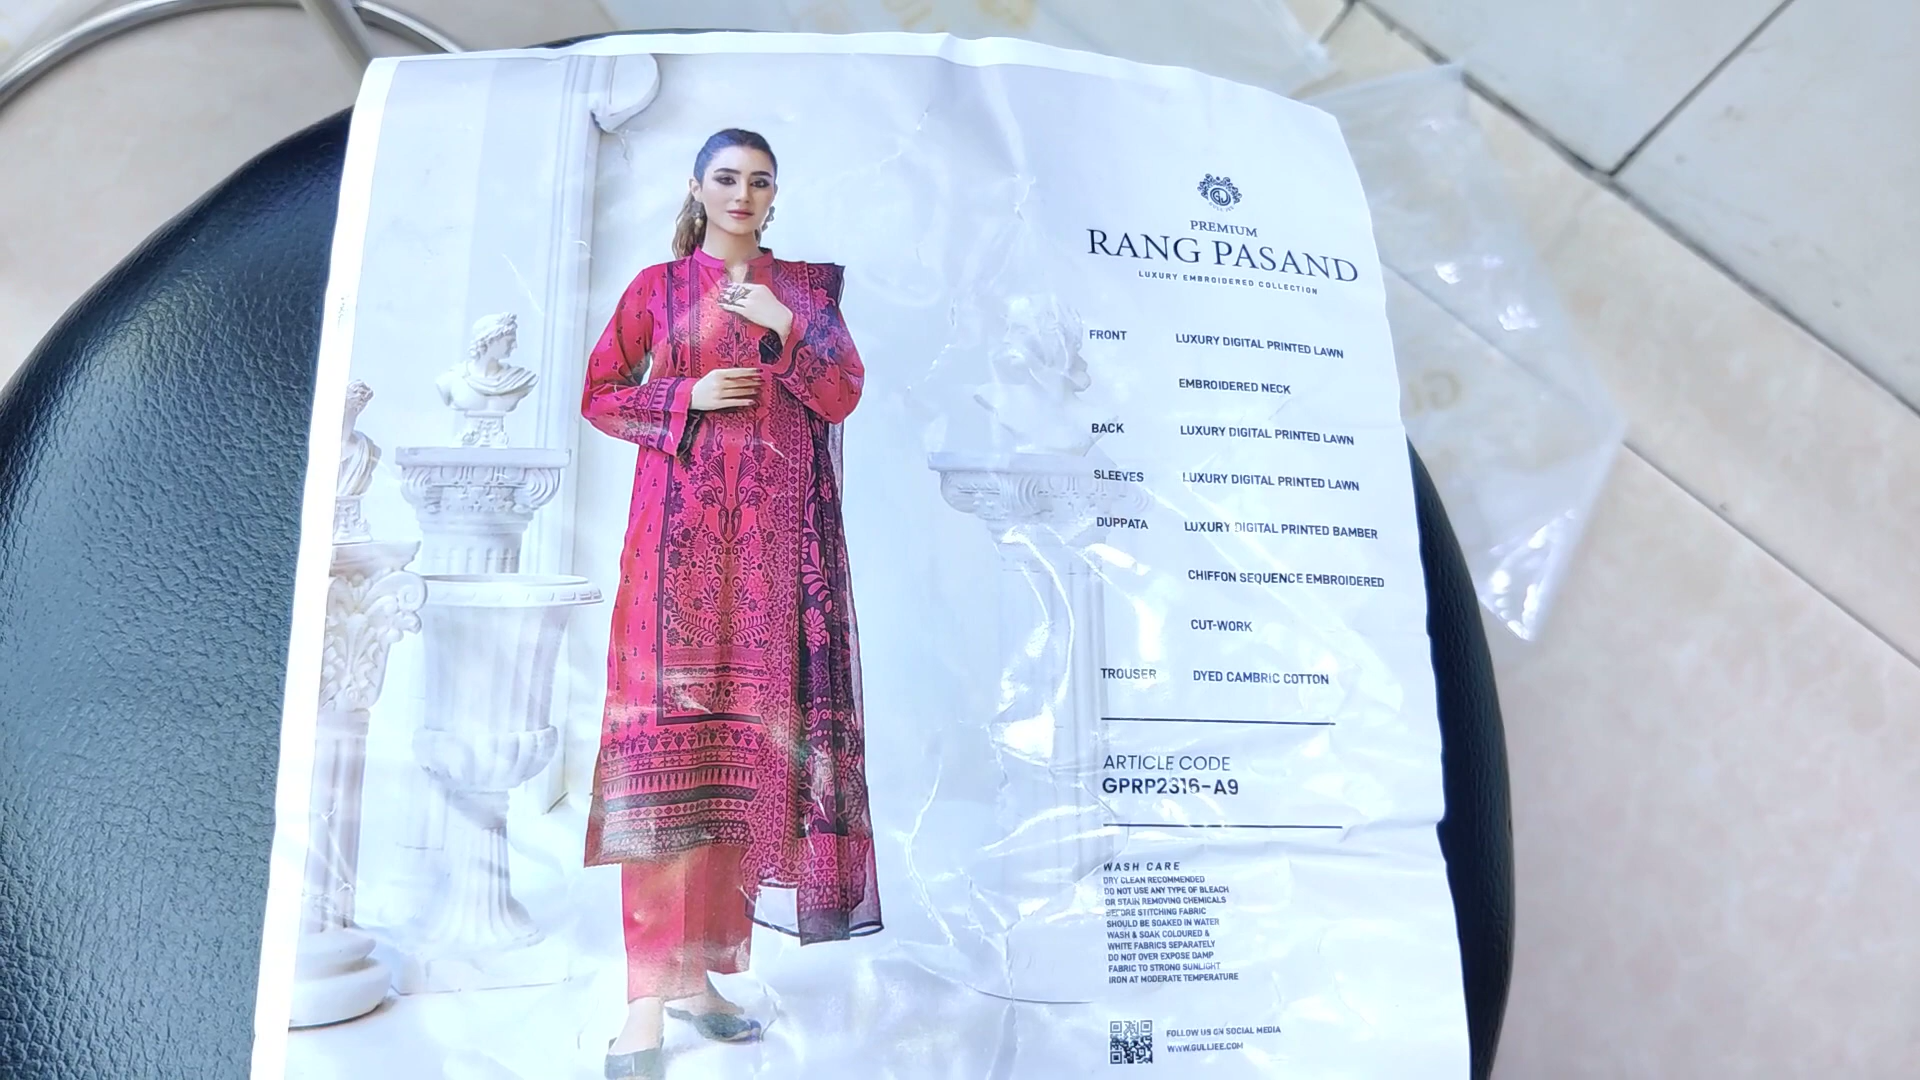 GULL JEE
PREMIUM
RANG PASAND
LUXURY EMBROIDERED COLLECTION
FRONT LUXURY DIGITAL PRINTED LAWN
EMBROIDERED NECK
BACK LUXURY DIGITAL PRINTED LAWN
SLEEVES LUXURY DIGITAL PRINTED LAWN
DUPPATA LUXURY DIGITAL PRINTED BAMBER
CHIFFON SEQUENCE EMBROIDERED
CUT-WORK
TROUSER DYED CAMBRIC COTTON
ARTICLE CODE
GPRP2316-A9
WASH CARE
DRY CLEAN RECOMMENDED
DO NOT USE ANY TYPE OF BLEACH
OR STAIN REMOVING CHEMICALS
BEFORE STITCHING FABRIC
SHOULD BE SOAKED IN WATER
WASH & SOAK COLOURED &
WHITE FABRICS SEPARATELY
DO NOT OVER EXPOSE DAMP
FABRIC TO STRONG SUNLIGHT
IRON AT MODERATE TEMPERATURE
FOLLOW US ON SOCIAL MEDIA
WWW.GULLJEE.COM